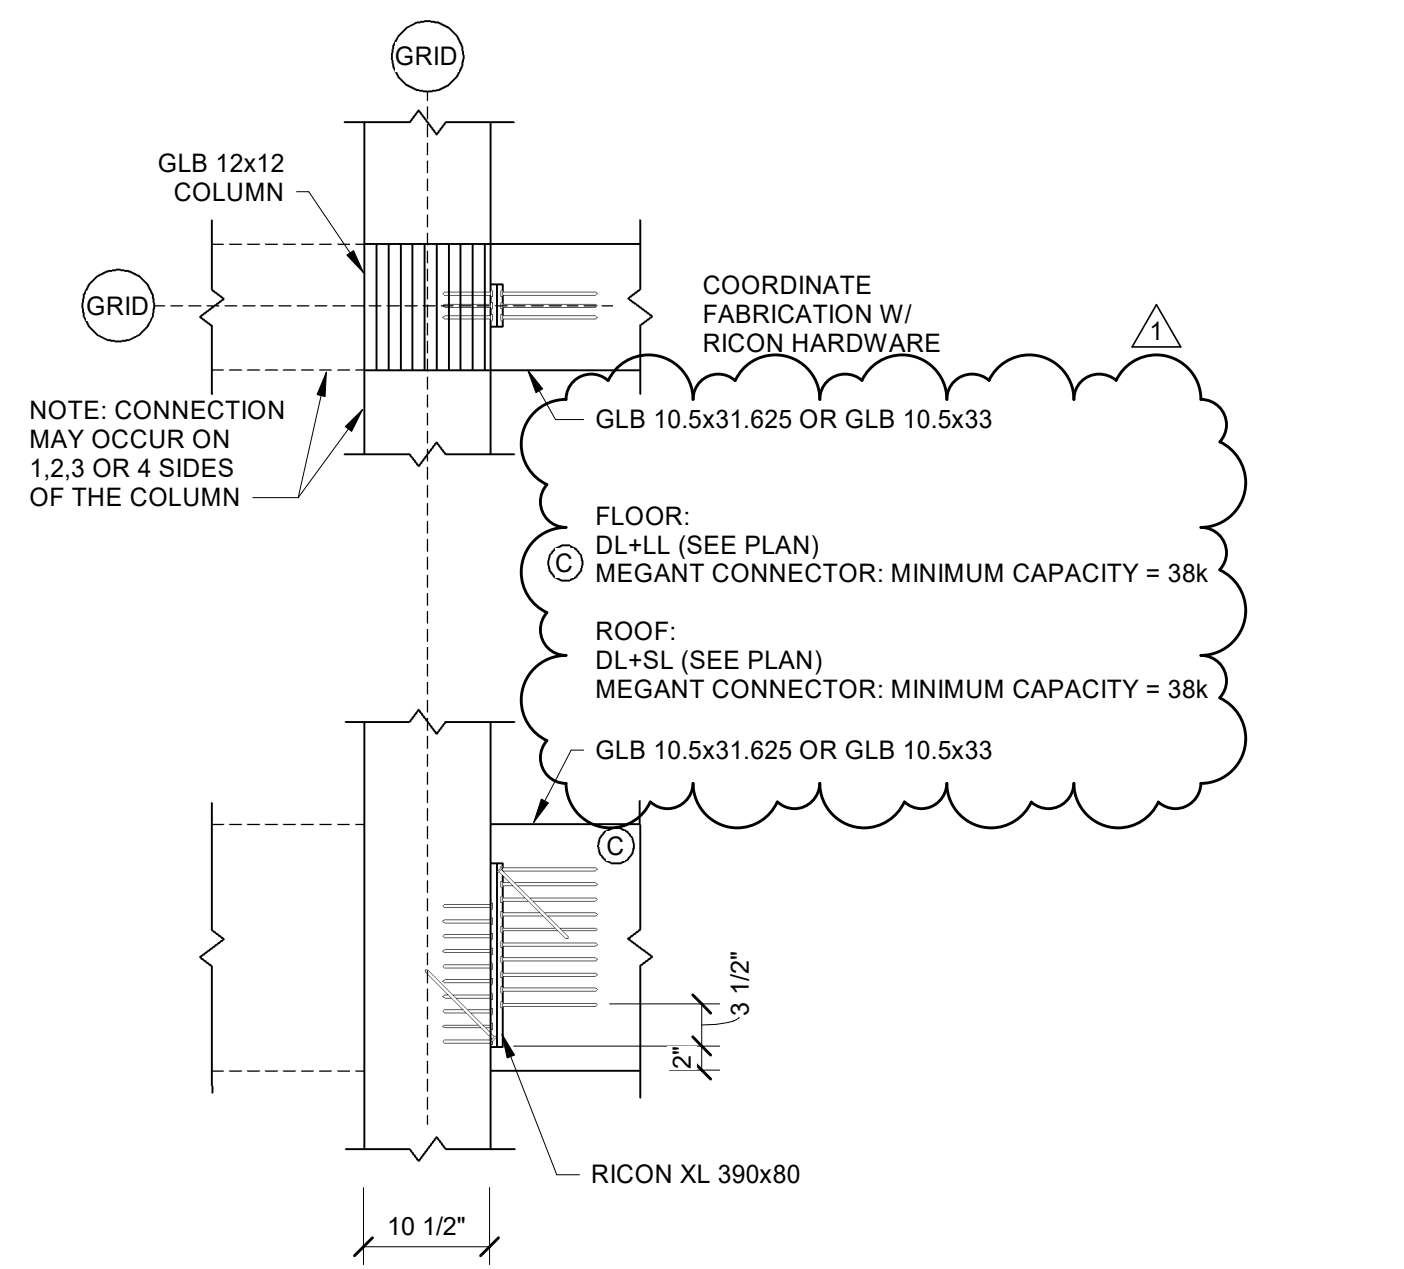 GRID
GLB 12x12
COLUMN
GRID
COORDINATE
FABRICATION W/
RICON HARDWARE
1
NOTE: CONNECTION
MAY OCCUR ON
1,2,3 OR 4 SIDES
OF THE COLUMN
GLB 10.5x31.625 OR GLB 10.5x33
FLOOR:
DL+LL (SEE PLAN)
C
MEGANT CONNECTOR: MINIMUM CAPACITY = 38k
ROOF:
DL+SL (SEE PLAN)
MEGANT CONNECTOR: MINIMUM CAPACITY = 38k
GLB 10.5x31.625 OR GLB 10.5x33
C
3 1/2"
2"
RICON XL 390x80
10 1/2"